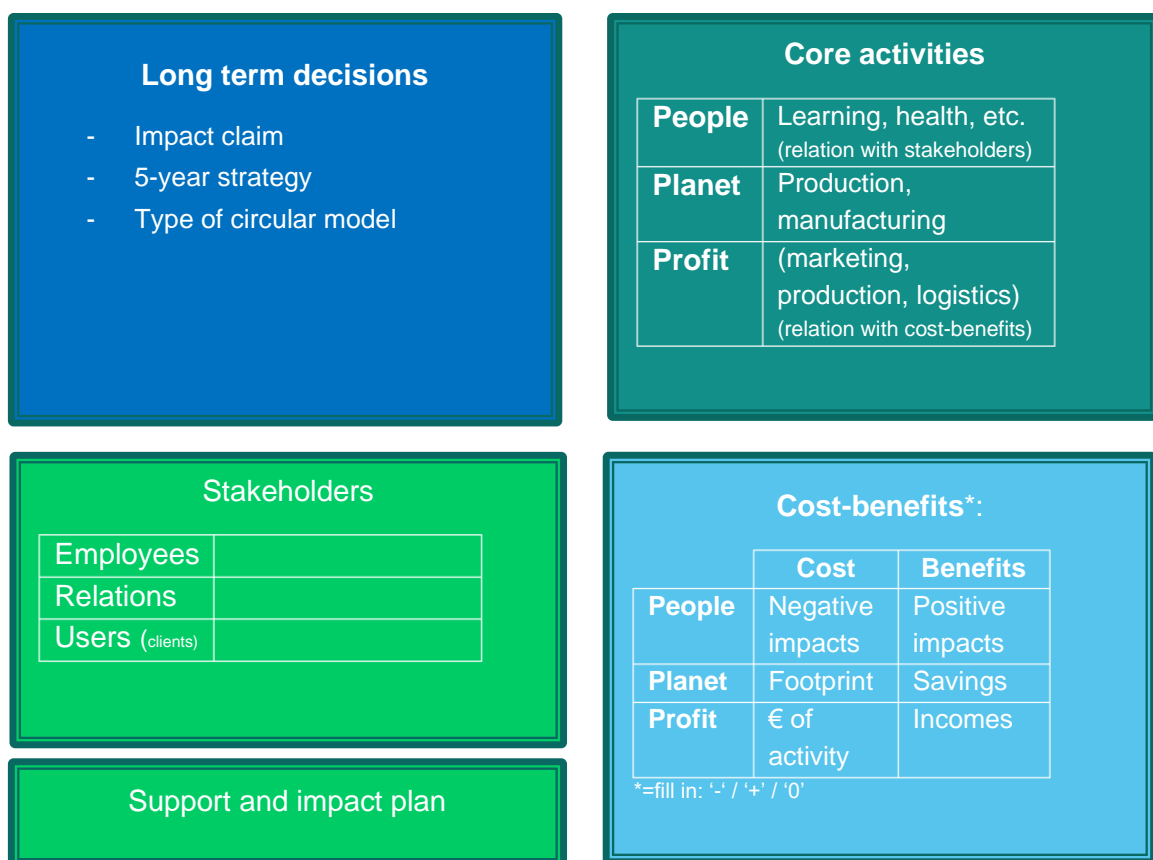 Long term decisions
- Impact claim
- 5-year strategy
- Type of circular model
Core activities
People Learning, health, etc.
(relation with stakeholders)
Planet Production,
manufacturing
Profit (marketing,
production, logistics)
(relation with cost-benefits)
Stakeholders
Employees
Relations
Users (clients)
Support and impact plan
Cost-benefits*:
Cost Benefits
People Negative Positive
impacts impacts
Planet Footprint Savings
Profit € of Incomes
activity
*=fill in: ‘-‘ / ‘+’ / ‘0’